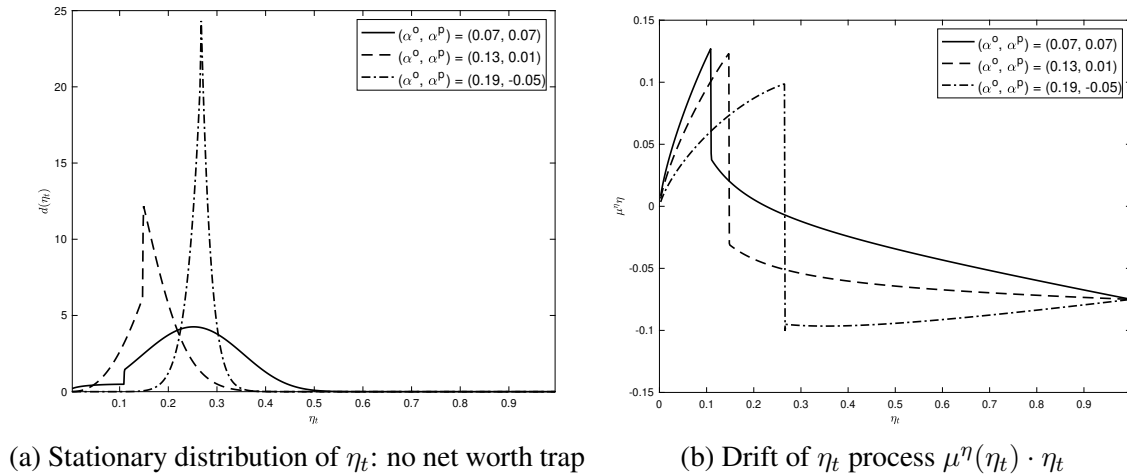 25
20
15
10
5
0
d(η_t)
0.1 0.2 0.3 0.4 0.5 0.6 0.7 0.8 0.9
η_t
(α^o, α^p) = (0.07, 0.07)
(α^o, α^p) = (0.13, 0.01)
(α^o, α^p) = (0.19, -0.05)
(a) Stationary distribution of η_t: no net worth trap
0.15
0.1
0.05
0
-0.05
-0.1
-0.15
μ^η η
0 0.1 0.2 0.3 0.4 0.5 0.6 0.7 0.8 0.9
η_t
(α^o, α^p) = (0.07, 0.07)
(α^o, α^p) = (0.13, 0.01)
(α^o, α^p) = (0.19, -0.05)
(b) Drift of η_t process μ^η(η_t) · η_t